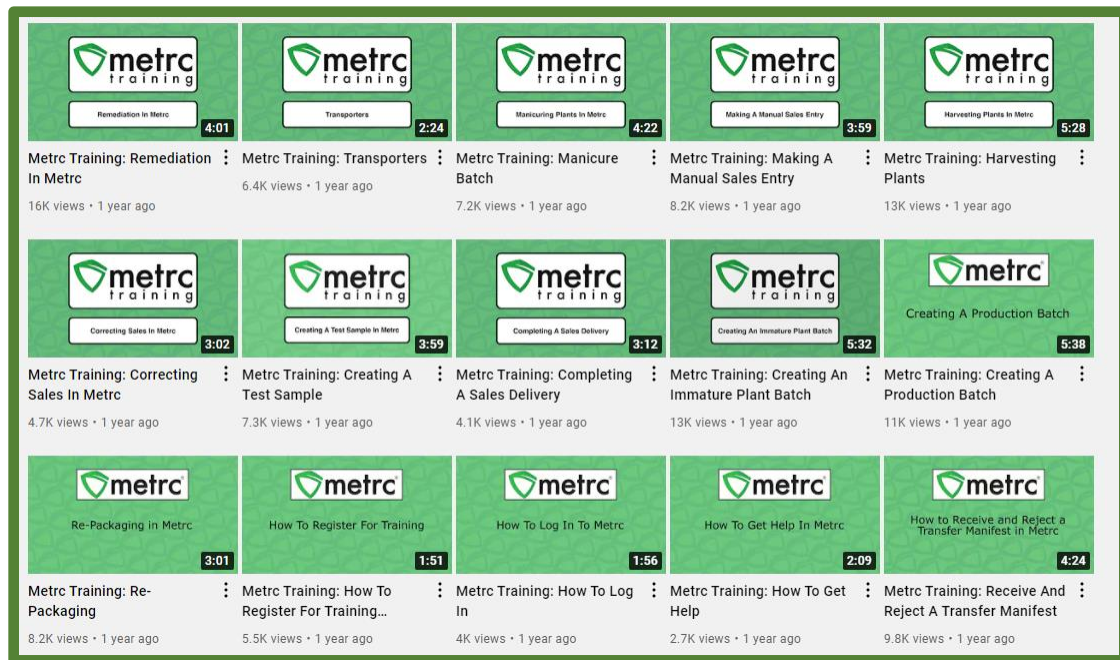 metrc
training
Remediation In Metrc
4:01
Metrc Training: Remediation
In Metrc
16K views • 1 year ago
metrc
training
Transporters
2:24
Metrc Training: Transporters
6.4K views • 1 year ago
metrc
training
Manicuring Plants In Metrc
4:22
Metrc Training: Manicure
Batch
7.2K views • 1 year ago
metrc
training
Making A Manual Sales Entry
3:59
Metrc Training: Making A
Manual Sales Entry
8.2K views • 1 year ago
metrc
training
Harvesting Plants In Metrc
5:28
Metrc Training: Harvesting
Plants
13K views • 1 year ago
metrc
training
Correcting Sales In Metrc
3:02
Metrc Training: Correcting
Sales In Metrc
4.7K views • 1 year ago
metrc
training
Creating A Test Sample In Metrc
3:59
Metrc Training: Creating A
Test Sample
7.3K views • 1 year ago
metrc
training
Completing A Sales Delivery
3:12
Metrc Training: Completing
A Sales Delivery
4.1K views • 1 year ago
metrc
training
Creating An Immature Plant Batch
5:32
Metrc Training: Creating An
Immature Plant Batch
13K views • 1 year ago
metrc
Creating A Production Batch
5:38
Metrc Training: Creating A
Production Batch
11K views • 1 year ago
metrc
Re-Packaging in Metrc
3:01
Metrc Training: Re-
Packaging
8.2K views • 1 year ago
metrc
How To Register For Training
1:51
Metrc Training: How To
Register For Training...
5.5K views • 1 year ago
metrc
How To Log In To Metrc
1:56
Metrc Training: How To Log
In
4K views • 1 year ago
metrc
How To Get Help In Metrc
2:09
Metrc Training: How To Get
Help
2.7K views • 1 year ago
metrc
How to Receive and Reject a
Transfer Manifest in Metrc
4:24
Metrc Training: Receive And
Reject A Transfer Manifest
9.8K views • 1 year ago